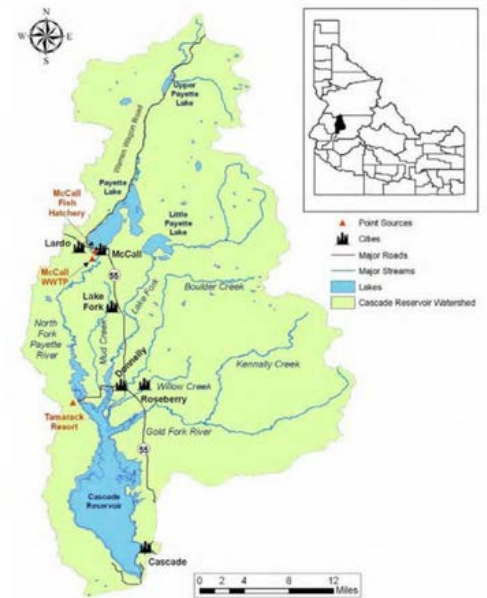 N
W
E
S
Upper
Payette
Lake
Warren Wagon Road
Payette
Lake
McCall
Fish
Hatchery
Little
Payette
Lake
Lardo
McCall
McCall
WWTP
55
Boulder Creek
Lake
Fork
Lake Fork
Mud Creek
North
Fork
Payette
River
Kennally Creek
Donnelly
Willow Creek
Roseberry
Tamarack
Resort
Gold Fork River
55
Cascade
Reservoir
Cascade
Point Sources
Cities
Major Roads
Major Streams
Lakes
Cascade Reservoir Watershed
0 2 4 8 12
Miles